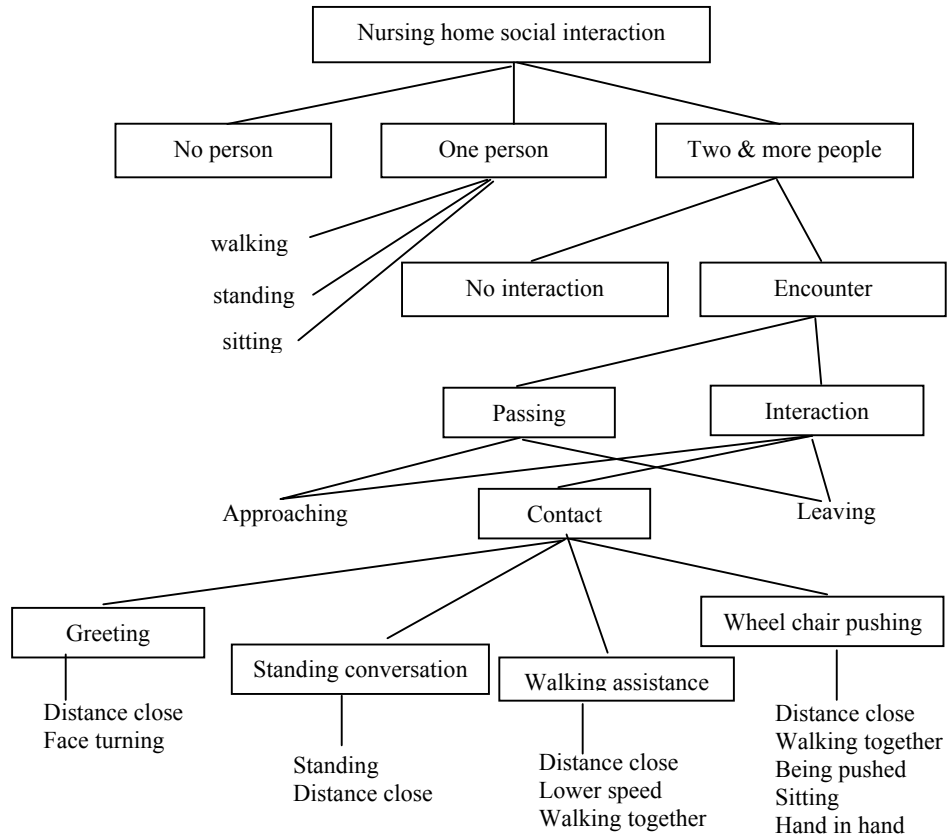 Nursing home social interaction
No person
One person
Two & more people
walking
standing
sitting
No interaction
Encounter
Passing
Interaction
Approaching
Contact
Leaving
Greeting
Standing conversation
Walking assistance
Wheel chair pushing
Distance close
Face turning
Standing
Distance close
Distance close
Lower speed
Walking together
Distance close
Walking together
Being pushed
Sitting
Hand in hand